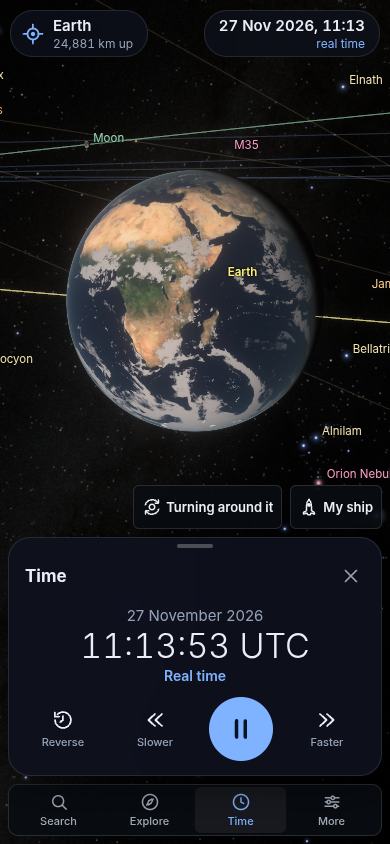 Earth
24,881 km up
27 Nov 2026, 11:13
real time
Elnath
Moon
M35
Earth
Bellatri
ocyon
Alnilam
Orion Nebu
Turning around it
My ship
Time
27 November 2026
11:13:53 UTC
Real time
Reverse
Slower
Faster
Search
Explore
Time
More